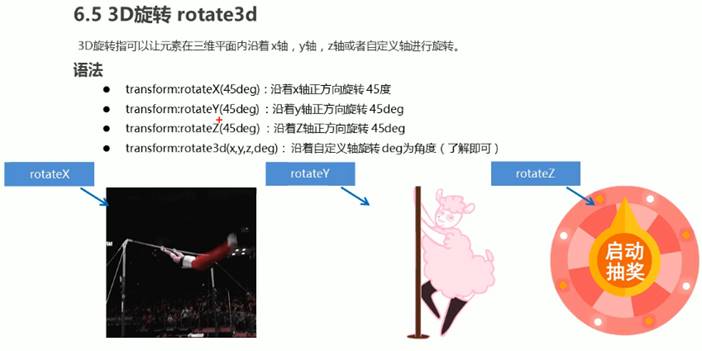 6.5 3D旋转 rotate3d
3D旋转指可以让元素在三维平面内沿着 x轴，y轴，z轴或者自定义轴进行旋转。
语法
● transform:rotateX(45deg)：沿着x轴正方向旋转 45度
● transform:rotateY(45deg) ：沿着y轴正方向旋转 45deg
● transform:rotateZ(45deg) ：沿着Z轴正方向旋转 45deg
● transform:rotate3d(x,y,z,deg)： 沿着自定义轴旋转 deg为角度（了解即可）
rotateX
rotateY
rotateZ
启动
抽奖